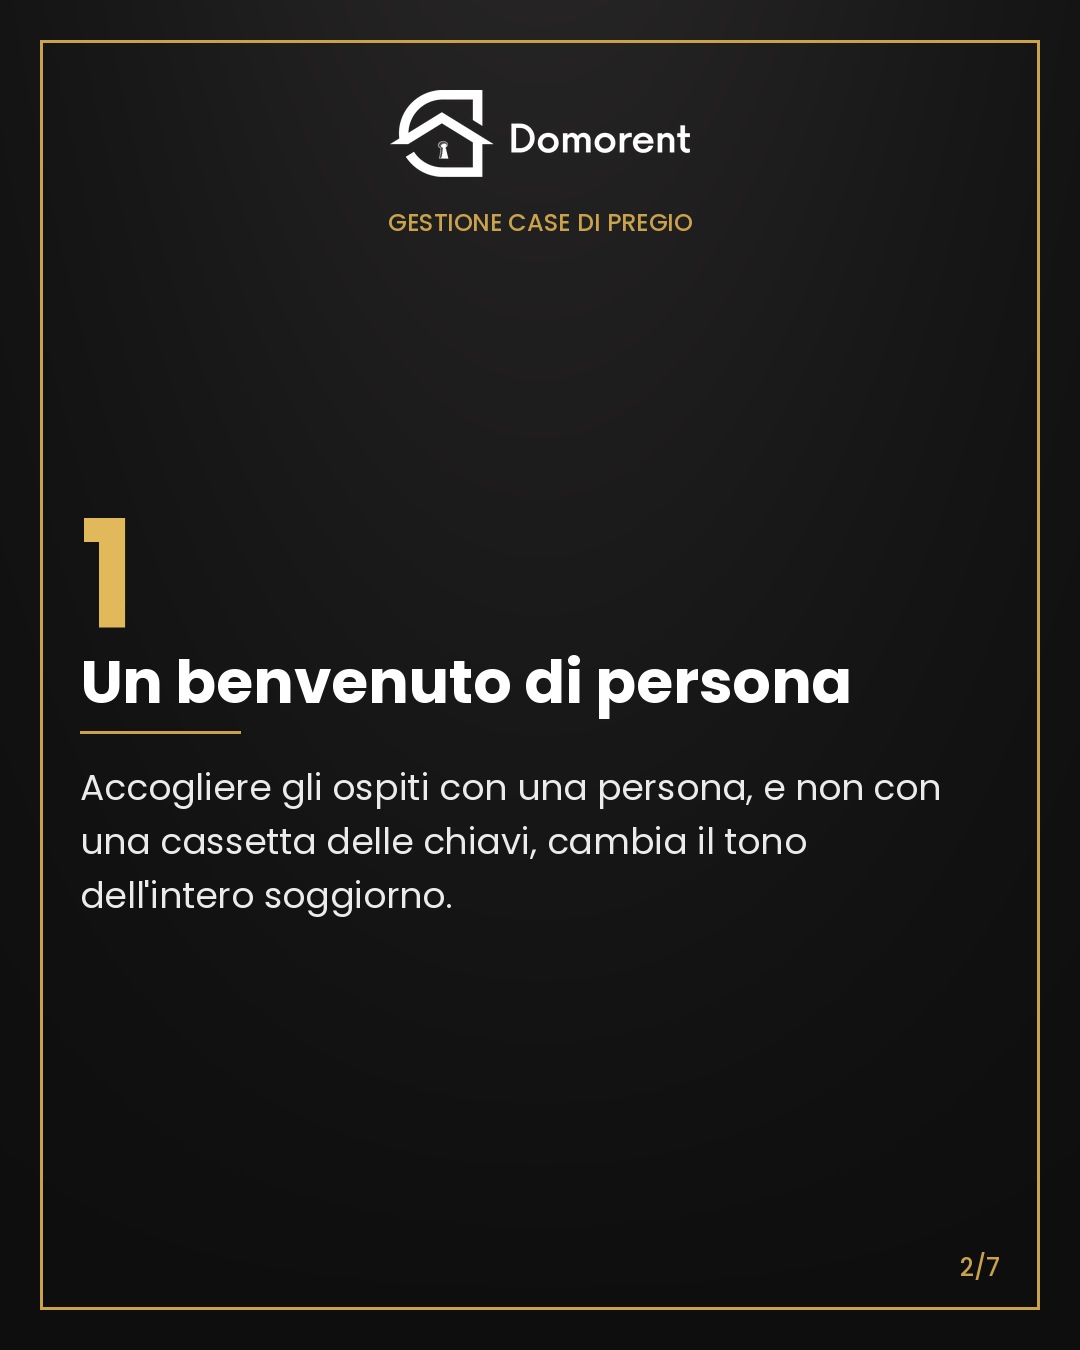 Domorent
GESTIONE CASE DI PREGIO
1
Un benvenuto di persona
Accogliere gli ospiti con una persona, e non con
una cassetta delle chiavi, cambia il tono
dell'intero soggiorno.
2/7